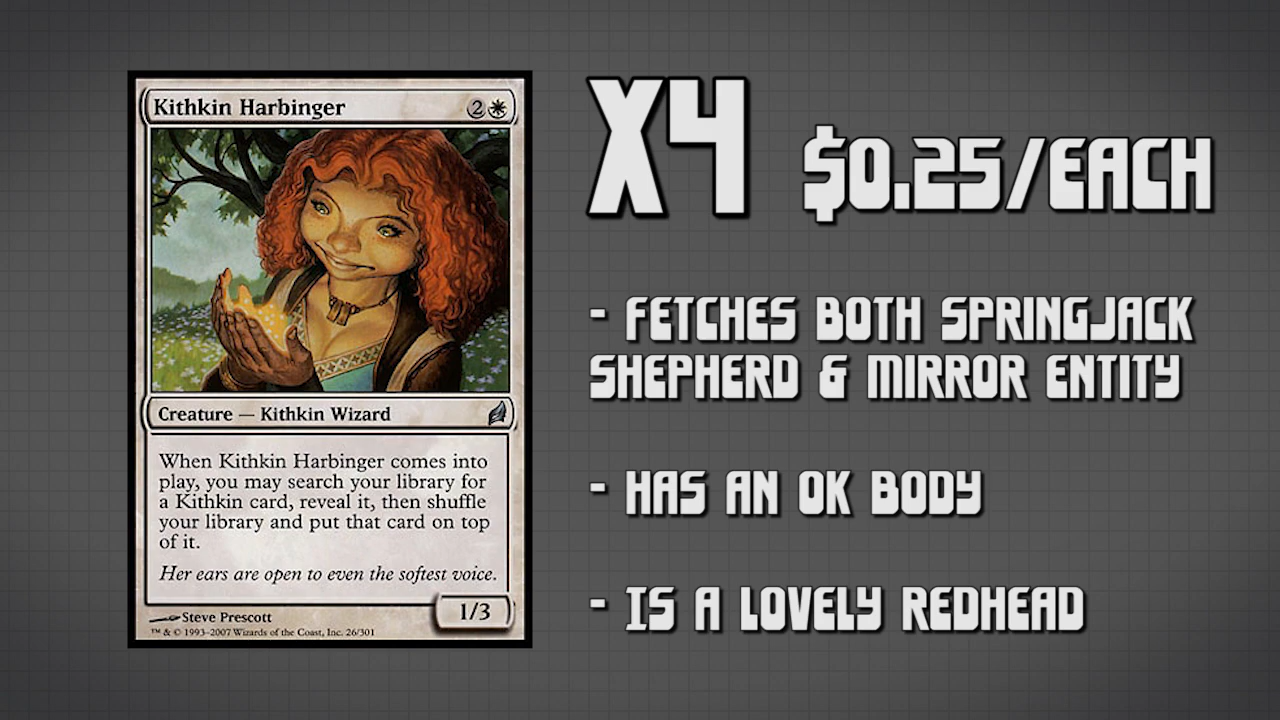 Kithkin Harbinger 2
Creature — Kithkin Wizard
When Kithkin Harbinger comes into
play, you may search your library for
a Kithkin card, reveal it, then shuffle
your library and put that card on top
of it.
Her ears are open to even the softest voice.
1/3
Steve Prescott
™ & © 1993–2007 Wizards of the Coast, Inc. 26/301
X4 $0.25/EACH
- FETCHES BOTH SPRINGJACK
SHEPHERD & MIRROR ENTITY
- HAS AN OK BODY
- IS A LOVELY REDHEAD